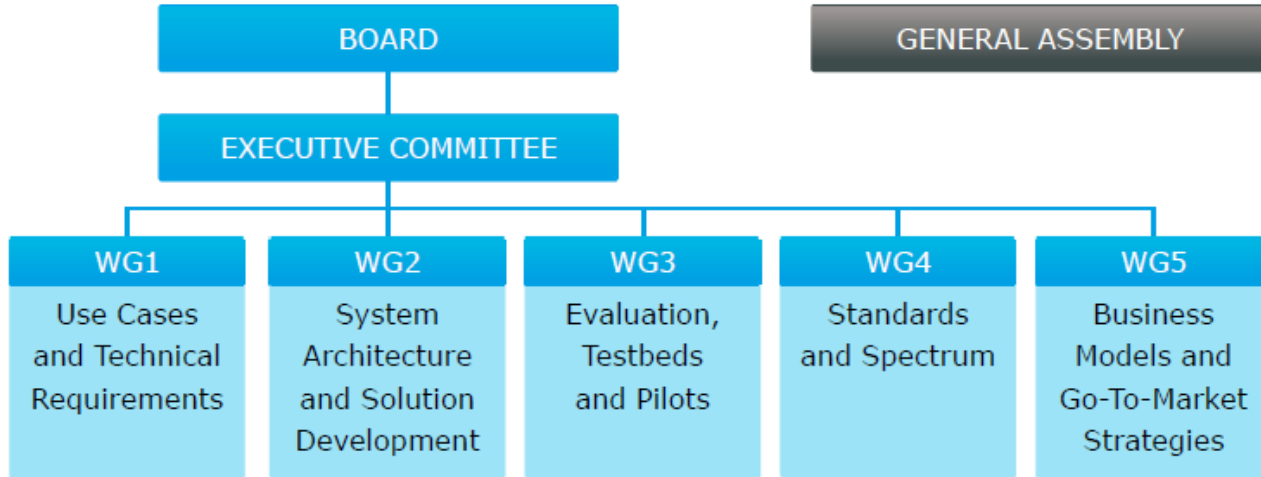 BOARD
GENERAL ASSEMBLY
EXECUTIVE COMMITTEE
WG1
Use Cases
and Technical
Requirements
WG2
System
Architecture
and Solution
Development
WG3
Evaluation,
Testbeds
and Pilots
WG4
Standards
and Spectrum
WG5
Business
Models and
Go-To-Market
Strategies